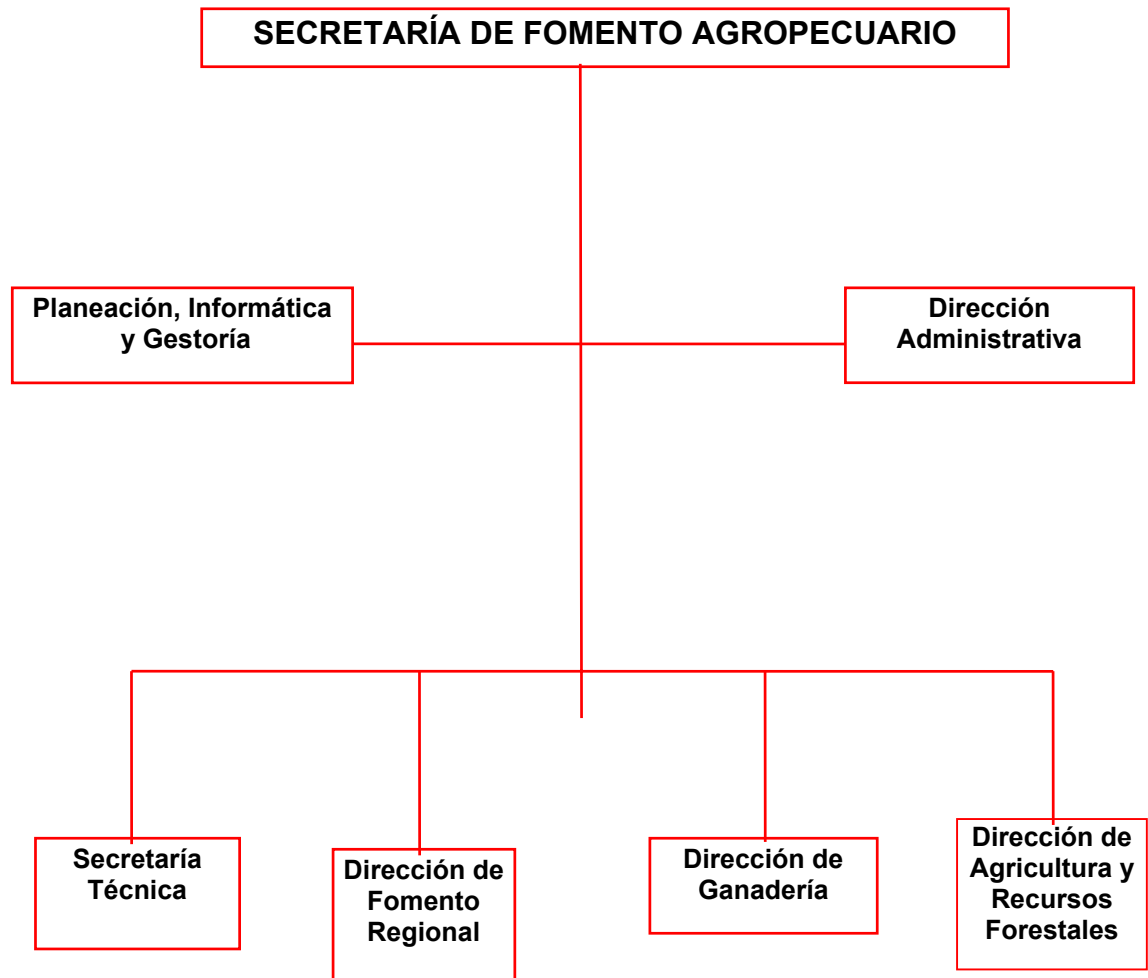 SECRETARÍA DE FOMENTO AGROPECUARIO
Planeación, Informática
y Gestoría
Dirección
Administrativa
Secretaría
Técnica
Dirección de
Fomento
Regional
Dirección de
Ganadería
Dirección de
Agricultura y
Recursos
Forestales